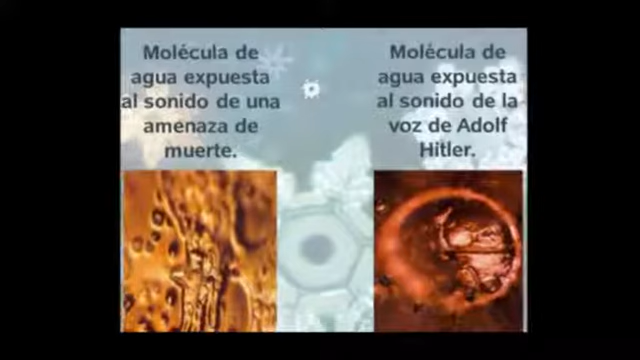 Molécula de
agua expuesta
al sonido de una
amenaza de
muerte.
Molécula de
agua expuesta
al sonido de la
voz de Adolf
Hitler.